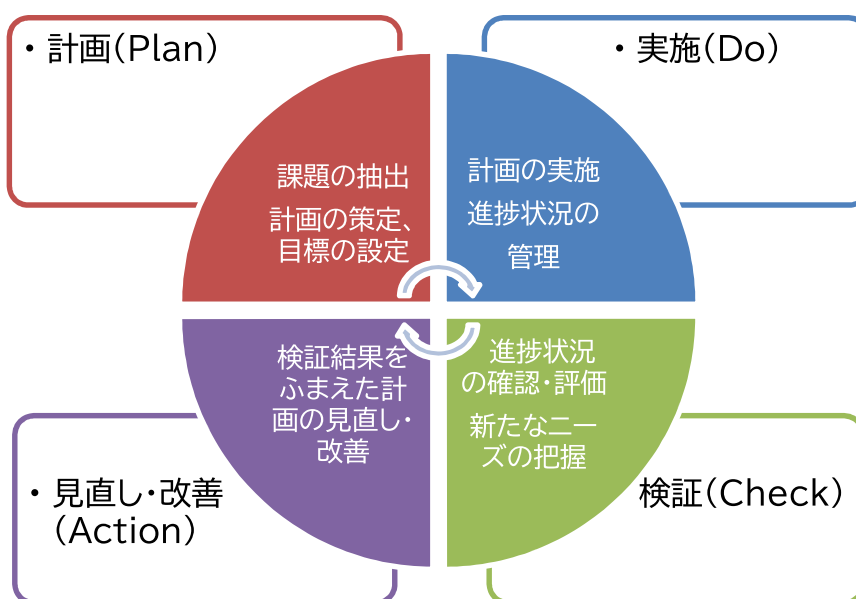 ・計画(Plan)
・実施(Do)
課題の抽出
計画の策定、
目標の設定
計画の実施
進捗状況の
管理
検証結果を
ふまえた計
画の見直し・
改善
進捗状況
の確認・評価
新たなニー
ズの把握
・見直し・改善
(Action)
検証(Check)